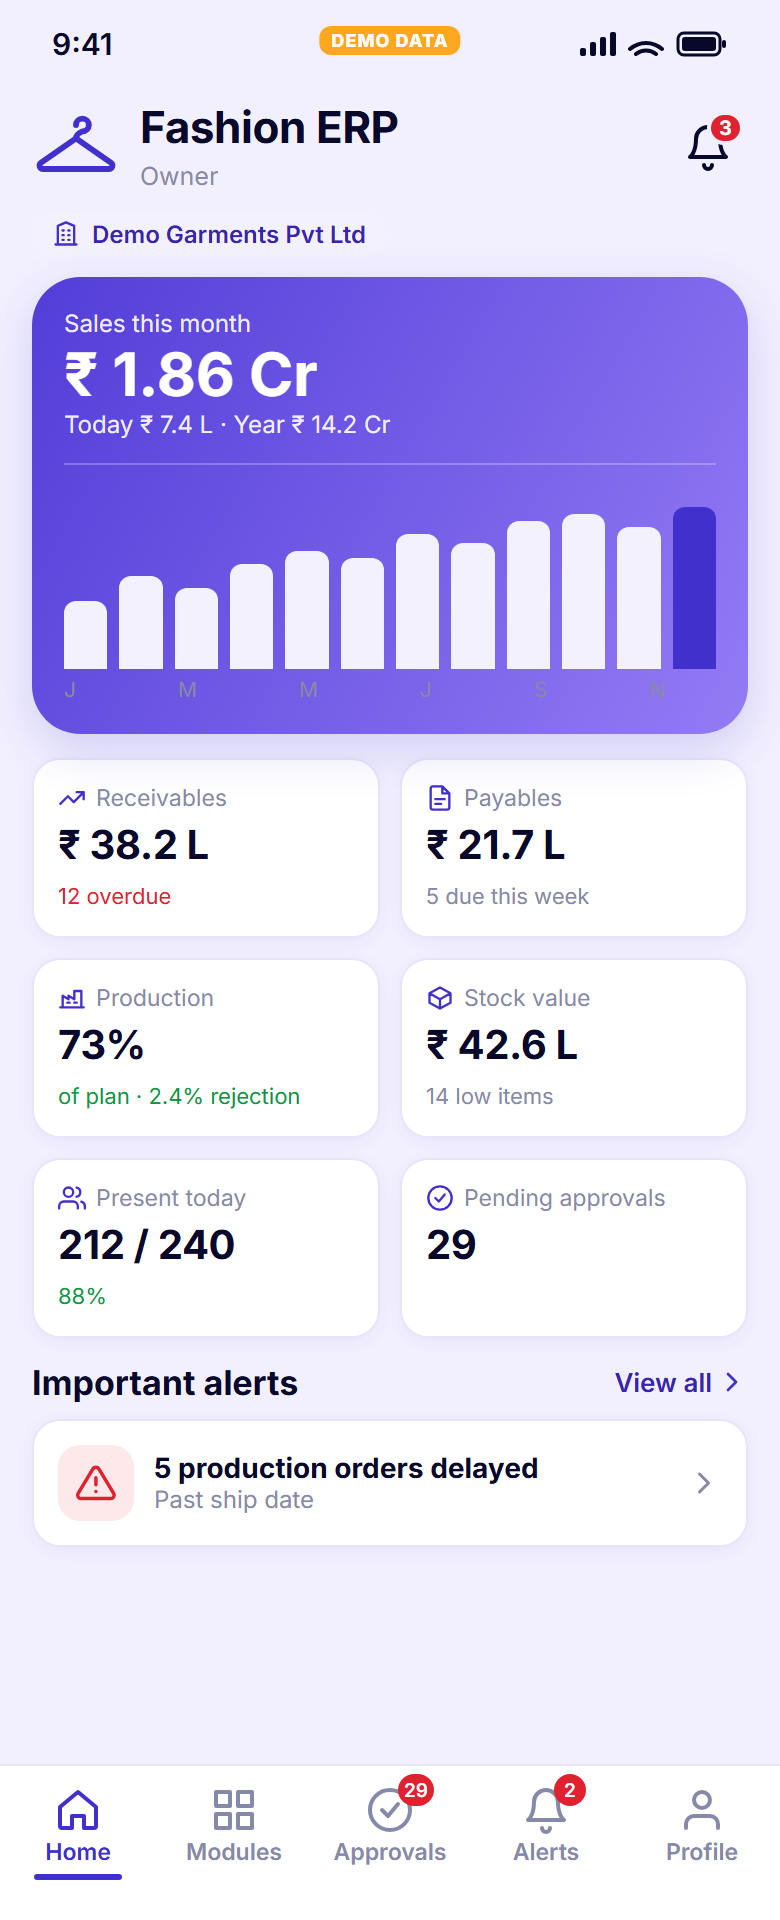 9:41
DEMO DATA
Fashion ERP
3
Owner
Demo Garments Pvt Ltd
Sales this month
₹ 1.86 Cr
Today ₹ 7.4 L · Year ₹ 14.2 Cr
J M M J S N
Receivables
₹ 38.2 L
12 overdue
Payables
₹ 21.7 L
5 due this week
Production
73%
of plan · 2.4% rejection
Stock value
₹ 42.6 L
14 low items
Present today
212 / 240
88%
Pending approvals
29
Important alerts
View all
5 production orders delayed
Past ship date
29
2
Home
Modules
Approvals
Alerts
Profile